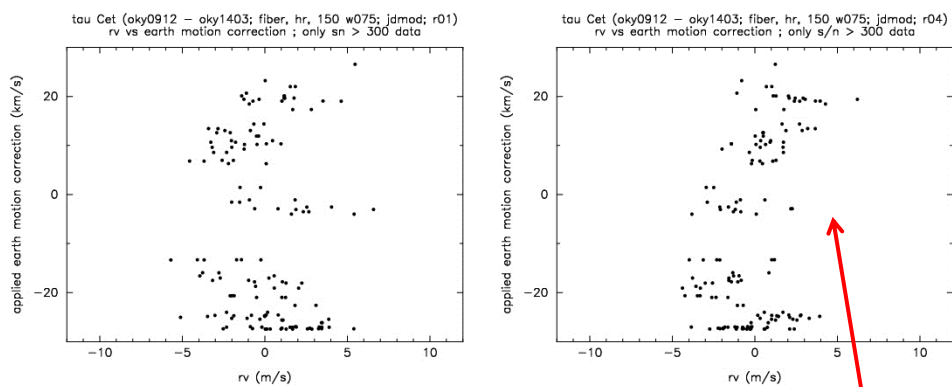 tau Cet (oky0912 – oky1403; fiber, hr, 150 w075; jdmod; r01)
rv vs earth motion correction ; only sn > 300 data
applied earth motion correction (km/s)
20
0
−20
−10
−5
0
5
10
rv (m/s)
tau Cet (oky0912 – oky1403; fiber, hr, 150 w075; jdmod; r04)
rv vs earth motion correction ; only s/n > 300 data
applied earth motion correction (km/s)
20
0
−20
−10
−5
0
5
10
rv (m/s)